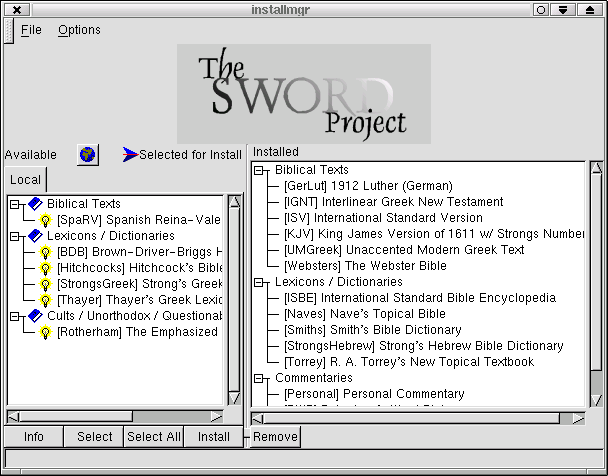 installmgr
File Options
The
SWORD
Project
Available
Selected for Install
Local
Biblical Texts
[SpaRV] Spanish Reina-Vale
Lexicons / Dictionaries
[BDB] Brown-Driver-Briggs H
[Hitchcocks] Hitchcock's Bible
[StrongsGreek] Strong's Greek
[Thayer] Thayer's Greek Lexic
Cults / Unorthodox / Questionab
[Rotherham] The Emphasized
Info Select Select All Install
Installed
Biblical Texts
[GerLut] 1912 Luther (German)
[IGNT] Interlinear Greek New Testament
[ISV] International Standard Version
[KJV] King James Version of 1611 w/ Strongs Number
[UMGreek] Unaccented Modern Greek Text
[Websters] The Webster Bible
Lexicons / Dictionaries
[ISBE] International Standard Bible Encyclopedia
[Naves] Nave's Topical Bible
[Smiths] Smith's Bible Dictionary
[StrongsHebrew] Strong's Hebrew Bible Dictionary
[Torrey] R. A. Torrey's New Topical Textbook
Commentaries
[Personal] Personal Commentary
Remove